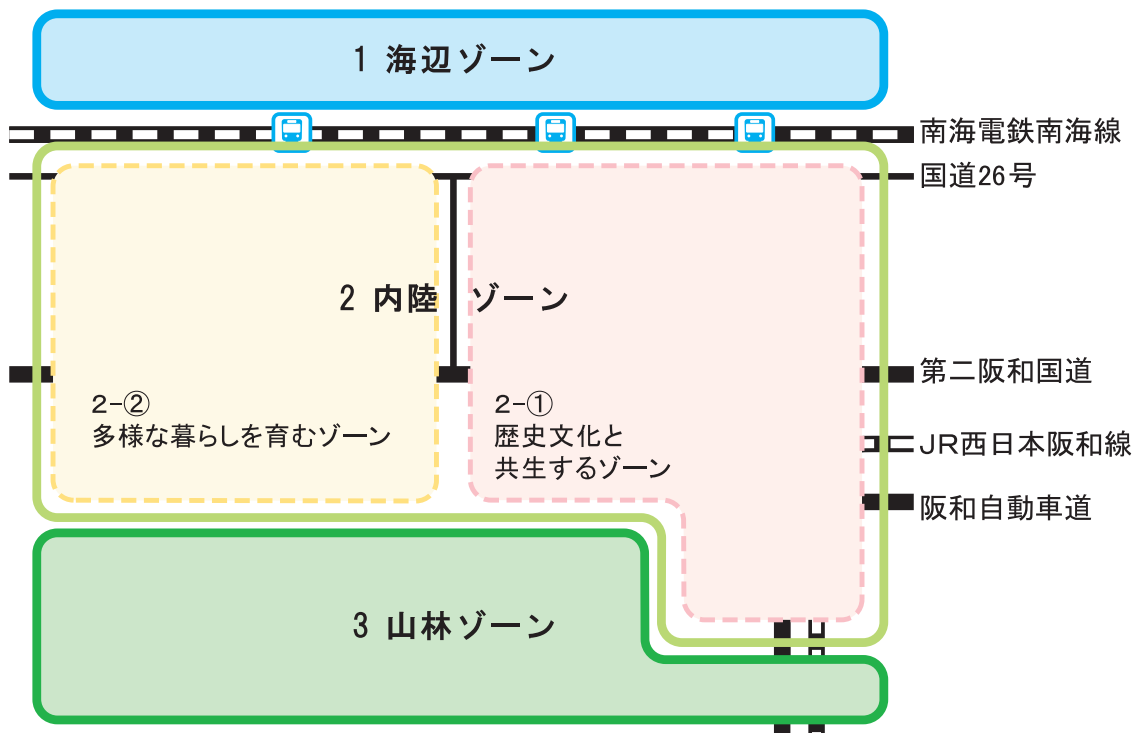 1 海辺ゾーン
南海電鉄南海線
国道26号
2 内陸ゾーン
第二阪和国道
2-②
多様な暮らしを育むゾーン
2-①
歴史文化と
共生するゾーン
JR西日本阪和線
阪和自動車道
3 山林ゾーン